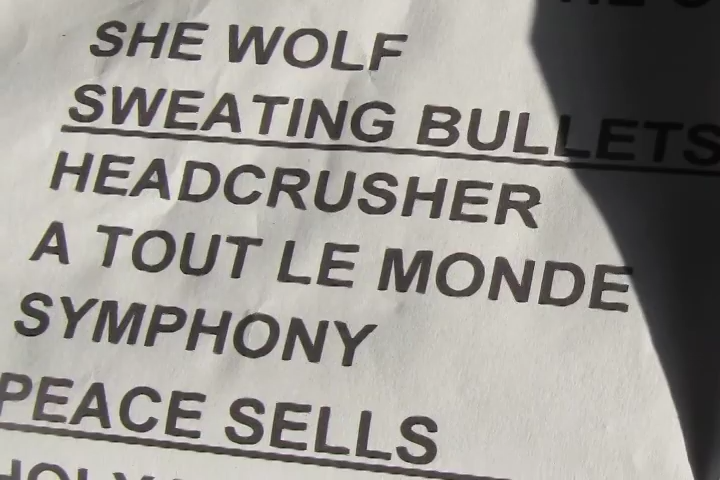 SHE WOLF
SWEATING BULLETS
HEADCRUSHER
A TOUT LE MONDE
SYMPHONY
PEACE SELLS